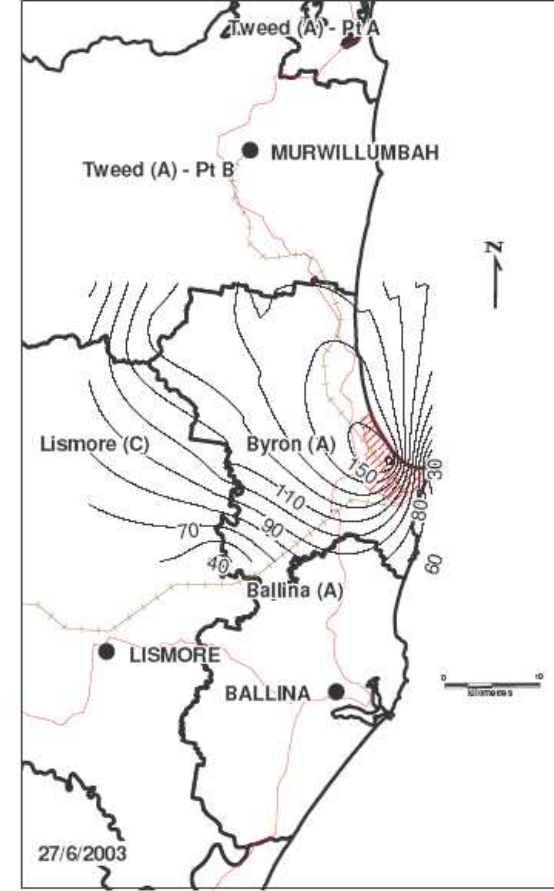 Tweed (A) - Pt A
MURWILLUMBAH
Tweed (A) - Pt B
N
Lismore (C)
Byron (A)
150
30
110
80
70
90
40
60
Ballina (A)
LISMORE
BALLINA
0 10
kilometres
27/6/2003